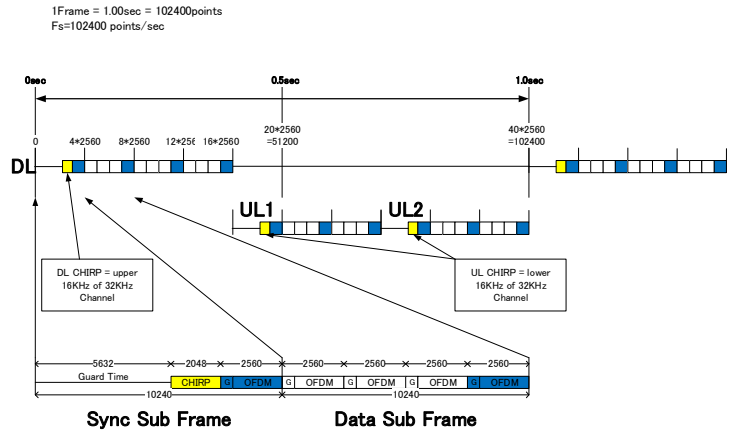 1Frame = 1.00sec = 102400points
Fs=102400 points/sec
0sec 0.5sec 1.0sec
0 4*2560 8*2560 12*256 16*2560 20*2560 =51200 40*2560 =102400
DL
UL1 UL2
DL CHIRP = upper
16KHz of 32KHz
Channel
UL CHIRP = lower
16KHz of 32KHz
Channel
5632 2048 2560 2560 2560 2560 2560
Guard Time CHIRP G OFDM G OFDM G OFDM G OFDM G OFDM
10240 10240
Sync Sub Frame Data Sub Frame